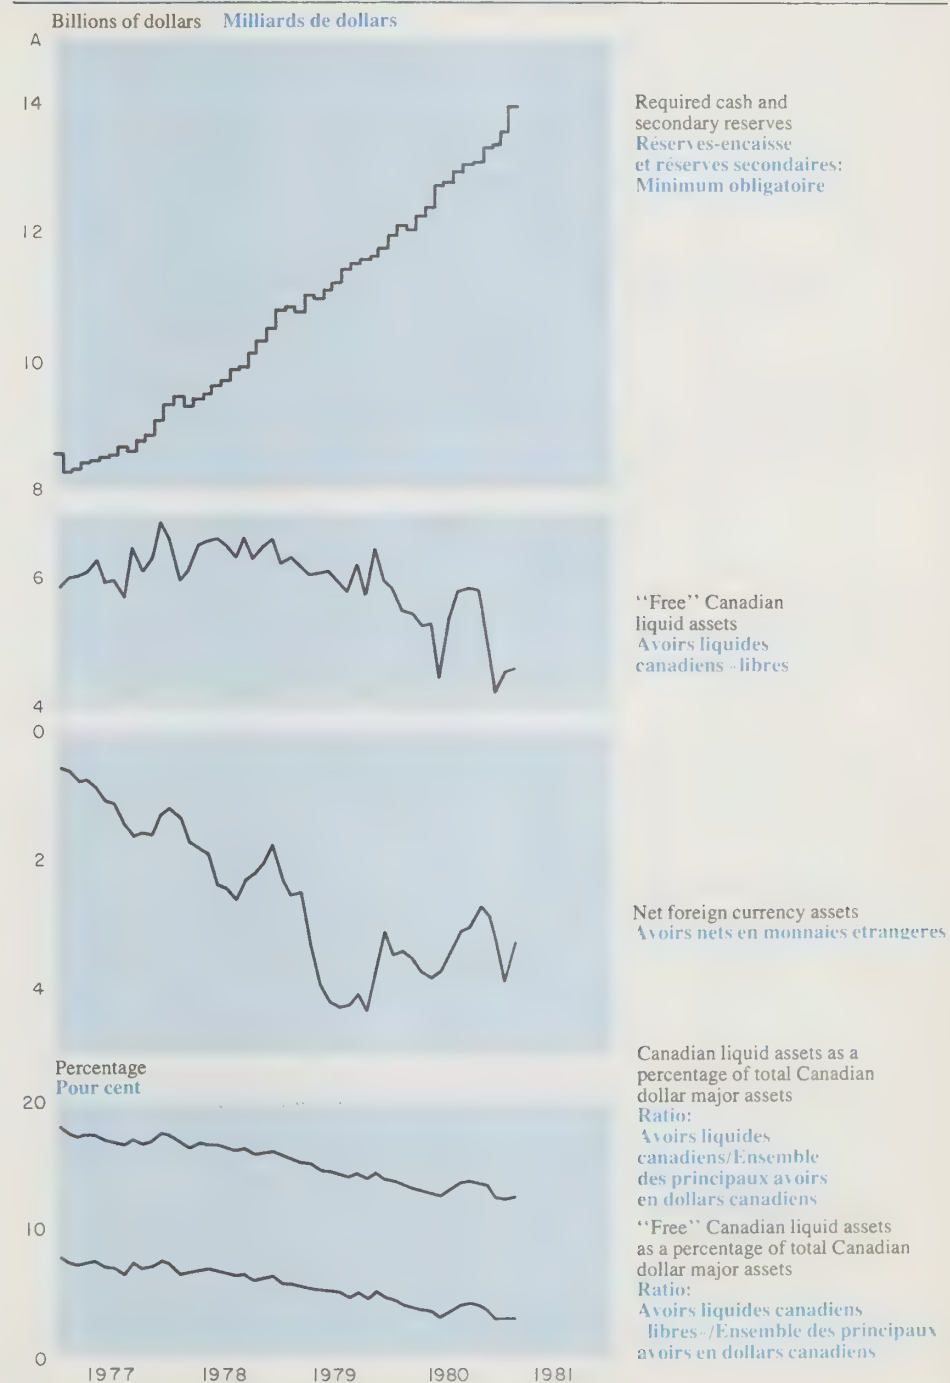 Billions of dollars Milliards de dollars
A
14
12
10
8
Required cash and
secondary reserves
Réserves-encaisse
et réserves secondaires:
Minimum obligatoire
6
4
"Free" Canadian
liquid assets
Avoirs liquides
canadiens «libres
0
2
4
Net foreign currency assets
Avoirs nets en monnaies etrangeres
Percentage
Pour cent
20
10
0
Canadian liquid assets as a
percentage of total Canadian
dollar major assets
Ratio:
Avoirs liquides
canadiens/Ensemble
des principaux avoirs
en dollars canadiens
"Free" Canadian liquid assets
as a percentage of total Canadian
dollar major assets
Ratio:
Avoirs liquides canadiens
libres»/Ensemble des principaux
avoirs en dollars canadiens
1977 1978 1979 1980 1981